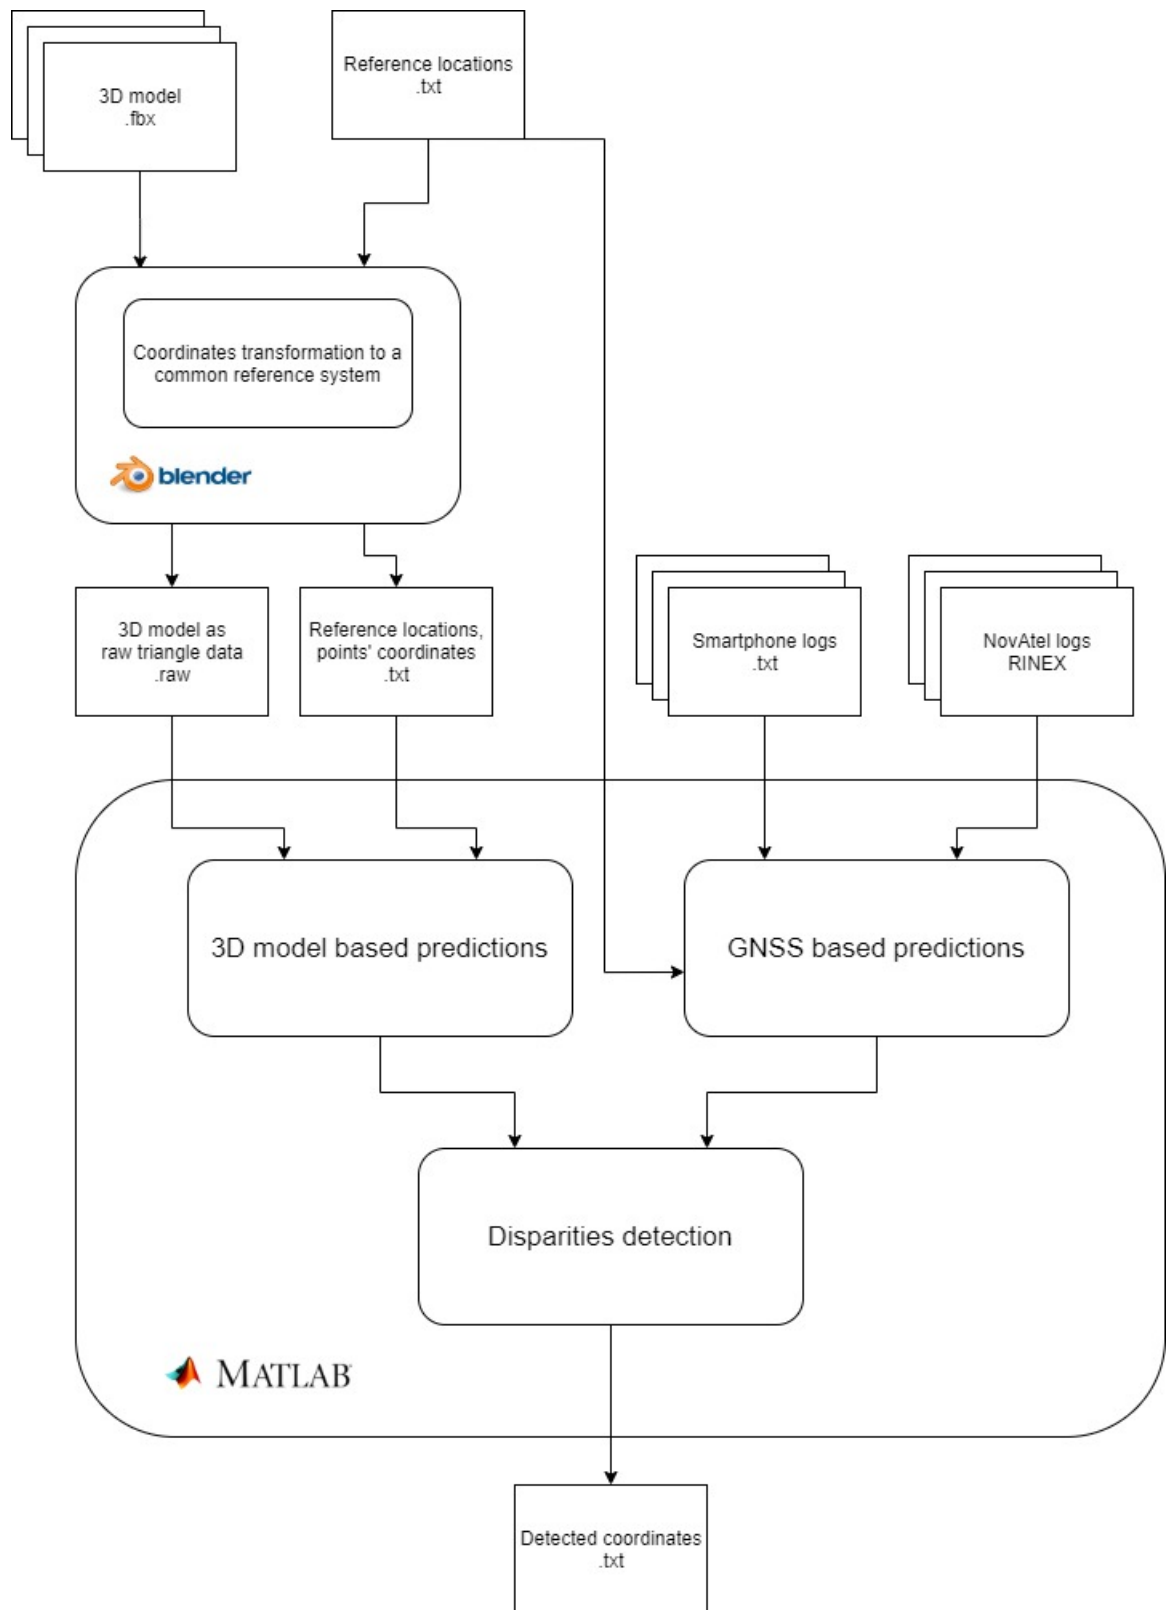 3D model
.fbx
Reference locations
.txt
Coordinates transformation to a
common reference system
blender
3D model as
raw triangle data
.raw
Reference locations,
points' coordinates
.txt
Smartphone logs
.txt
NovAtel logs
RINEX
3D model based predictions
GNSS based predictions
Disparities detection
MATLAB
Detected coordinates
.txt